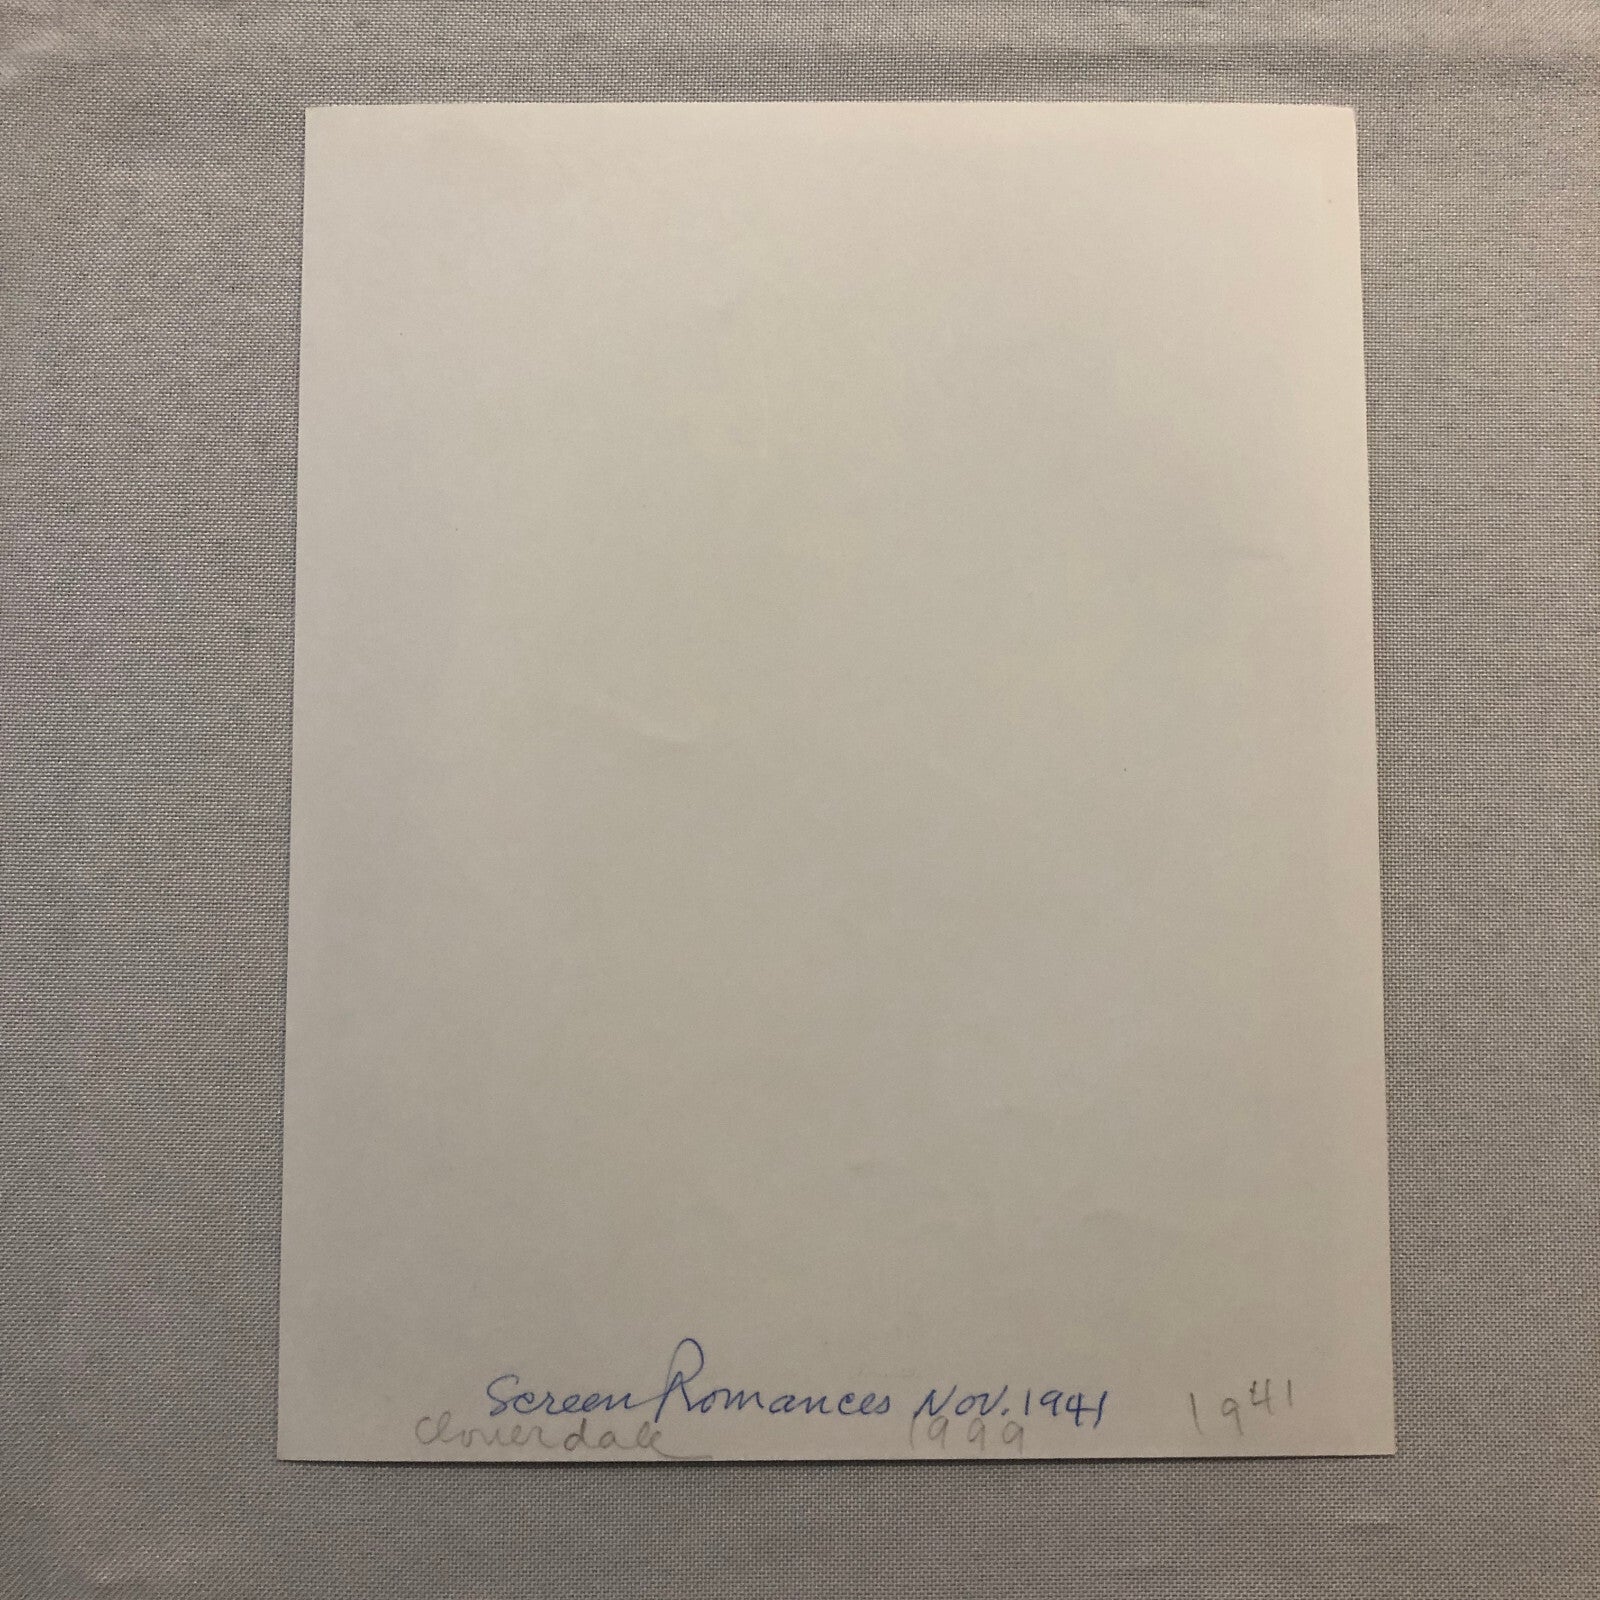 Screen Romances Nov. 1941
Cloverdale 1999 1941